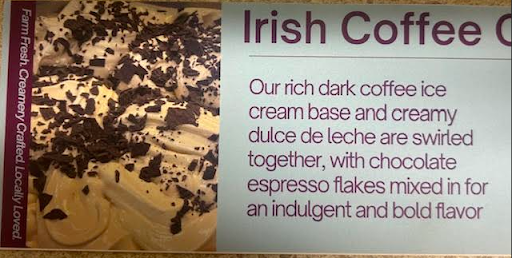 Farm Fresh. Creamery Crafted. Locally Loved.
Irish Coffee
Our rich dark coffee ice
cream base and creamy
dulce de leche are swirled
together, with chocolate
espresso flakes mixed in for
an indulgent and bold flavor